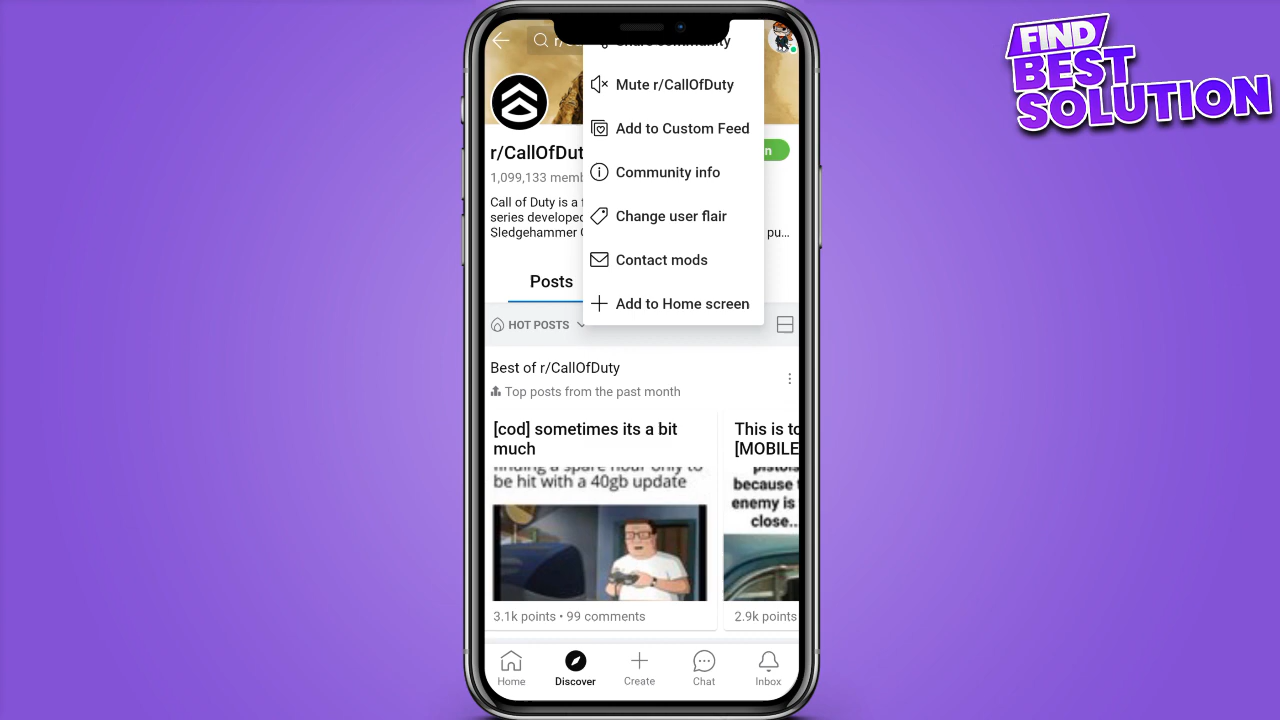 FIND
BEST
SOLUTION
Share community
Mute r/CallOfDuty
Add to Custom Feed
Community info
Change user flair
Contact mods
Add to Home screen
1,099,133
Call of Duty is a
series developed
Sledgehammer
pu...
Posts
HOT POSTS
Best of r/CallOfDuty
Top posts from the past month
[cod] sometimes its a bit
much
finding a spare hour only to
be hit with a 40gb update
3.1k points • 99 comments
This is
[MOBILE
pistols
because
enemy is
close...
2.9k points
Home
Discover
Create
Chat
Inbox